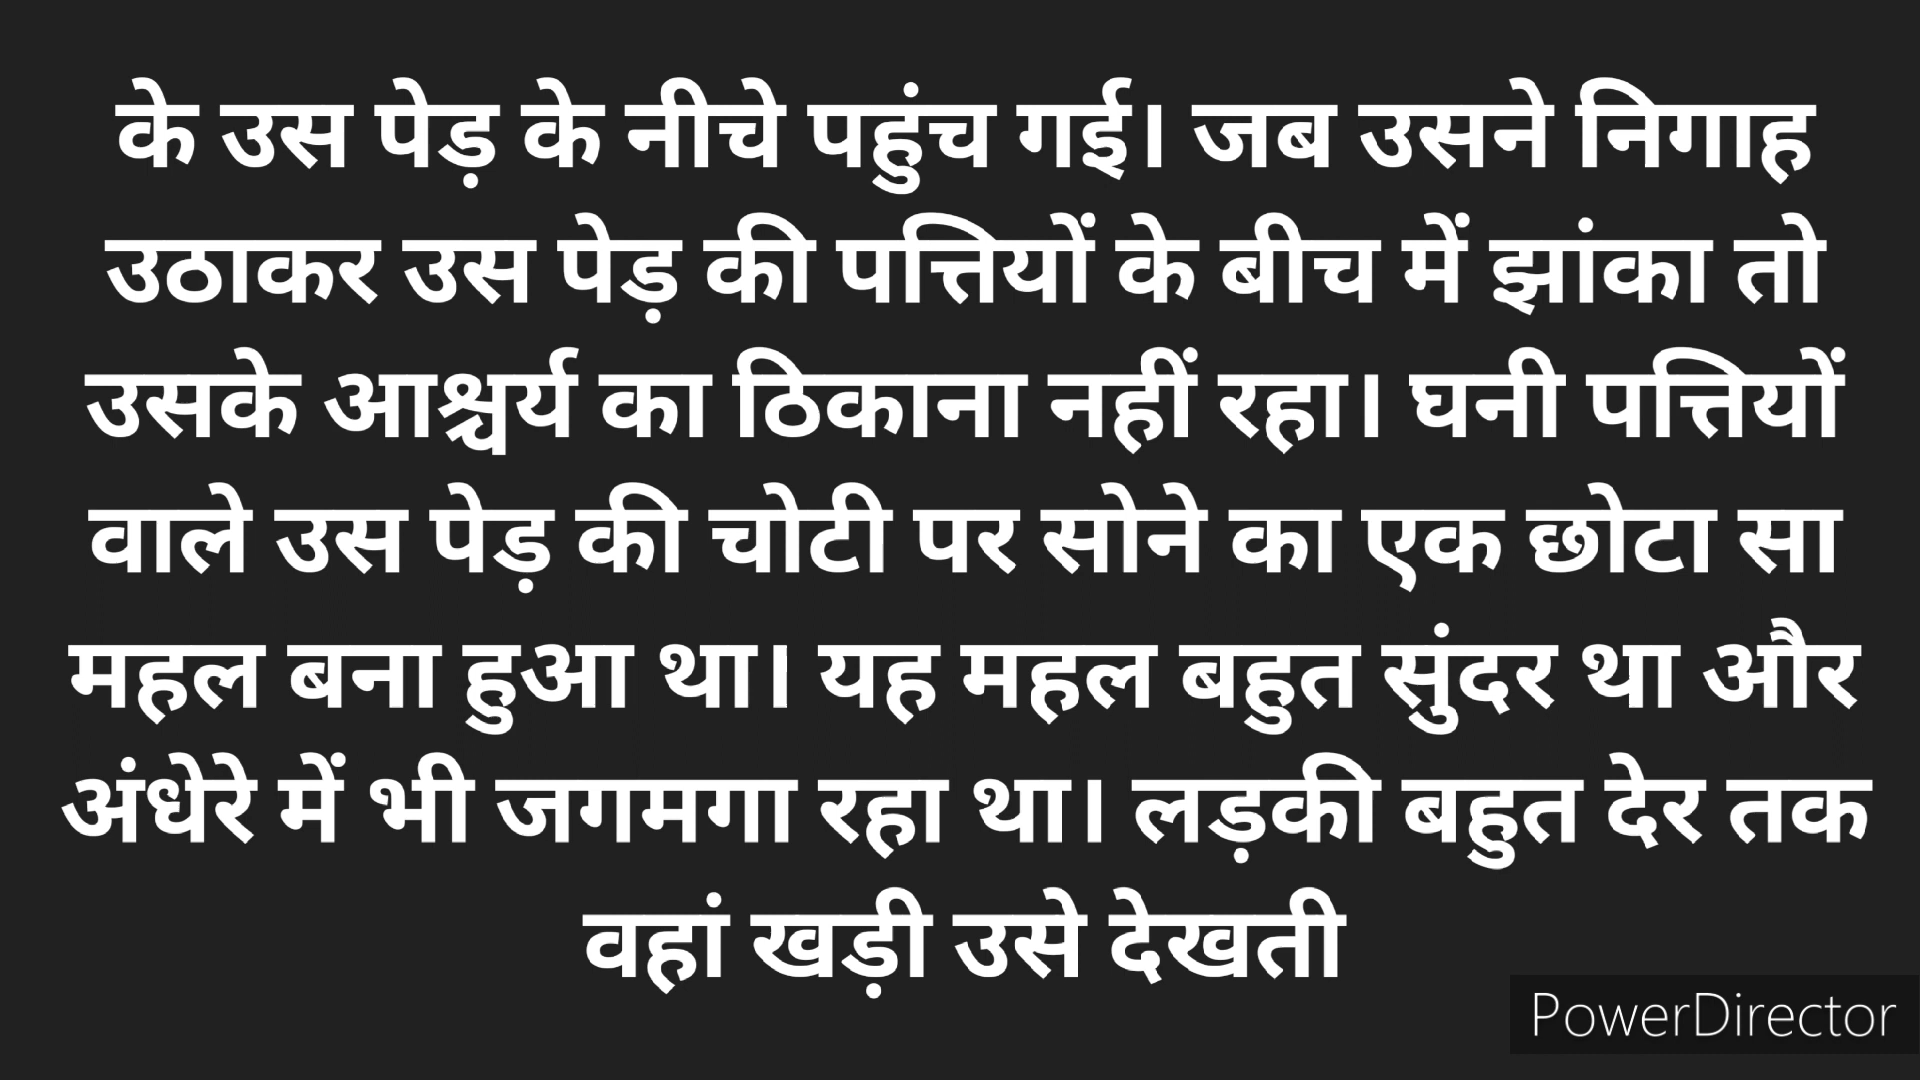 के उस पेड़ के नीचे पहुंच गई। जब उसने निगाह
उठाकर उस पेड़ की पत्तियों के बीच में झांका तो
उसके आश्चर्य का ठिकाना नहीं रहा। घनी पत्तियों
वाले उस पेड़ की चोटी पर सोने का एक छोटा सा
महल बना हुआ था। यह महल बहुत सुंदर था और
अंधेरे में भी जगमगा रहा था। लड़की बहुत देर तक
वहां खड़ी उसे देखती
PowerDirector